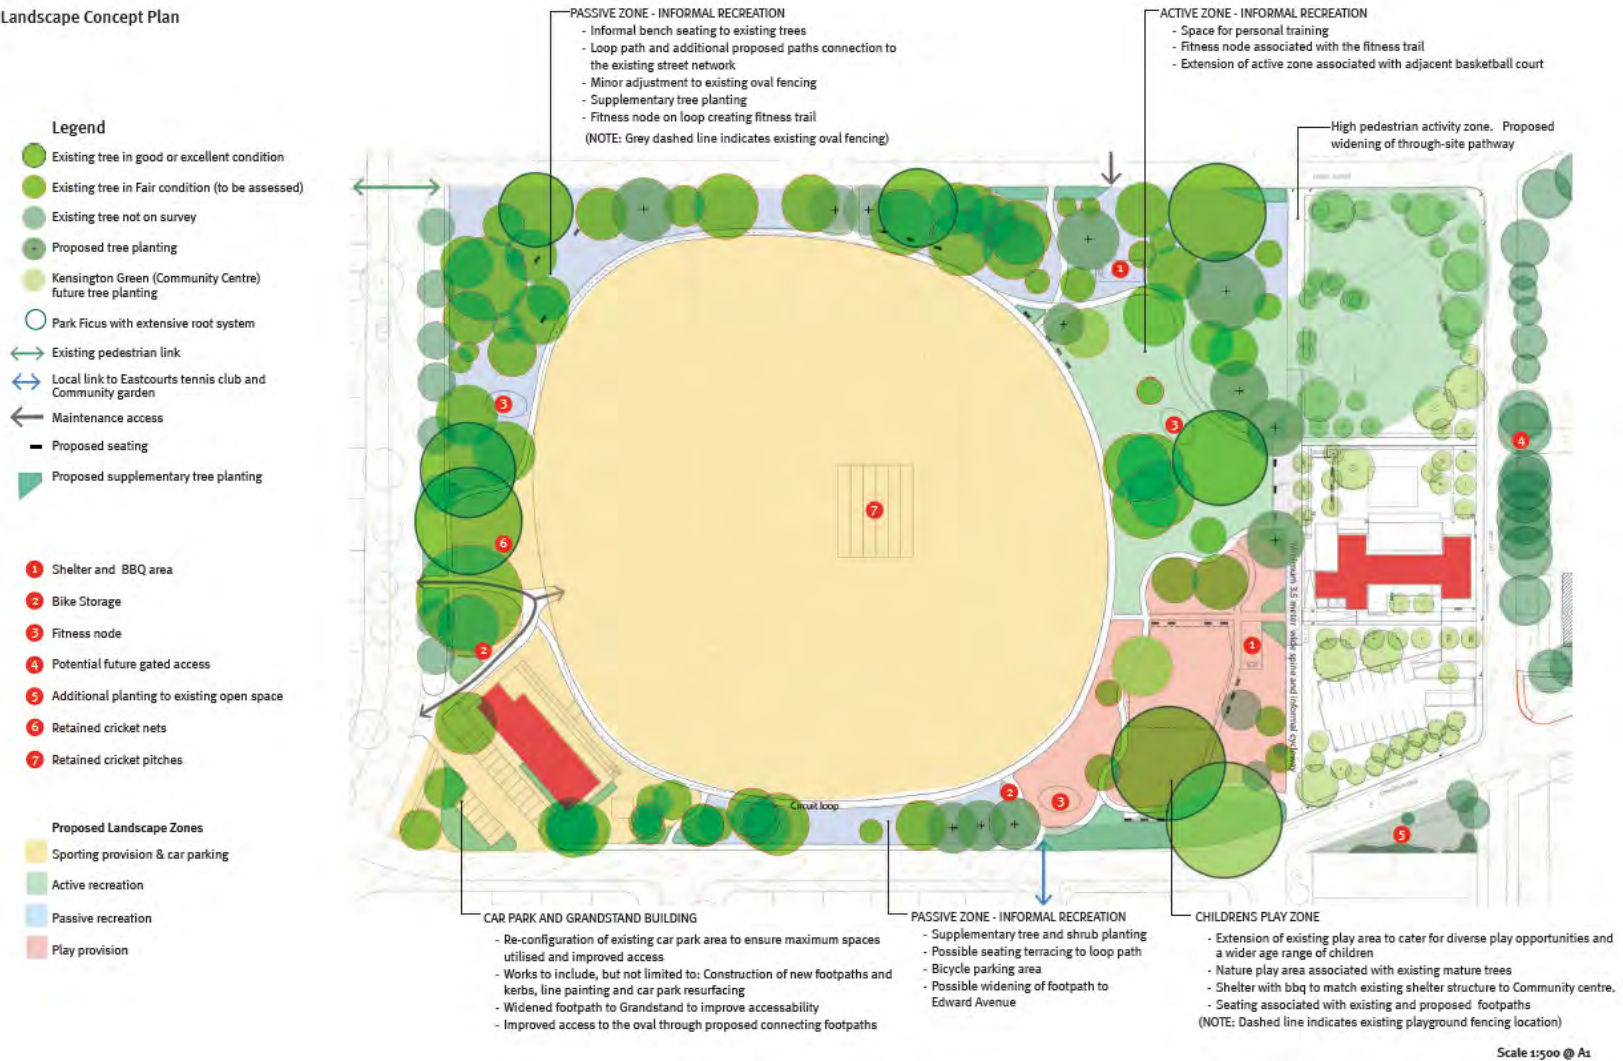 Landscape Concept Plan
PASSIVE ZONE - INFORMAL RECREATION
- Informal bench seating to existing trees
- Loop path and additional proposed paths connection to
the existing street network
- Minor adjustment to existing oval fencing
- Supplementary tree planting
- Fitness node on loop creating fitness trail
(NOTE: Grey dashed line indicates existing oval fencing)
ACTIVE ZONE - INFORMAL RECREATION
- Space for personal training
- Fitness node associated with the fitness trail
- Extension of active zone associated with adjacent basketball court
High pedestrian activity zone. Proposed
widening of through-site pathway
Legend
Existing tree in good or excellent condition
Existing tree in Fair condition (to be assessed)
Existing tree not on survey
Proposed tree planting
Kensington Green (Community Centre)
future tree planting
Park Ficus with extensive root system
Existing pedestrian link
Local link to Eastcourts tennis club and
Community garden
Maintenance access
Proposed seating
Proposed supplementary tree planting
1 Shelter and BBQ area
2 Bike Storage
3 Fitness node
4 Potential future gated access
5 Additional planting to existing open space
6 Retained cricket nets
7 Retained cricket pitches
Proposed Landscape Zones
Sporting provision & car parking
Active recreation
Passive recreation
Play provision
1
3
3
4
7
6
2
1
2
3
5
Minimum 3.5 meter wide spine and informal cycleway
Circuit loop
CAR PARK AND GRANDSTAND BUILDING
- Re-configuration of existing car park area to ensure maximum spaces
utilised and improved access
- Works to include, but not limited to: Construction of new footpaths and
kerbs, line painting and car park resurfacing
- Widened footpath to Grandstand to improve accessability
- Improved access to the oval through proposed connecting footpaths
PASSIVE ZONE - INFORMAL RECREATION
- Supplementary tree and shrub planting
- Possible seating terracing to loop path
- Bicycle parking area
- Possible widening of footpath to
Edward Avenue
CHILDRENS PLAY ZONE
- Extension of existing play area to cater for diverse play opportunities and
a wider age range of children
- Nature play area associated with existing mature trees
- Shelter with bbq to match existing shelter structure to Community centre.
- Seating associated with existing and proposed footpaths
(NOTE: Dashed line indicates existing playground fencing location)
Scale 1:500 @ A1